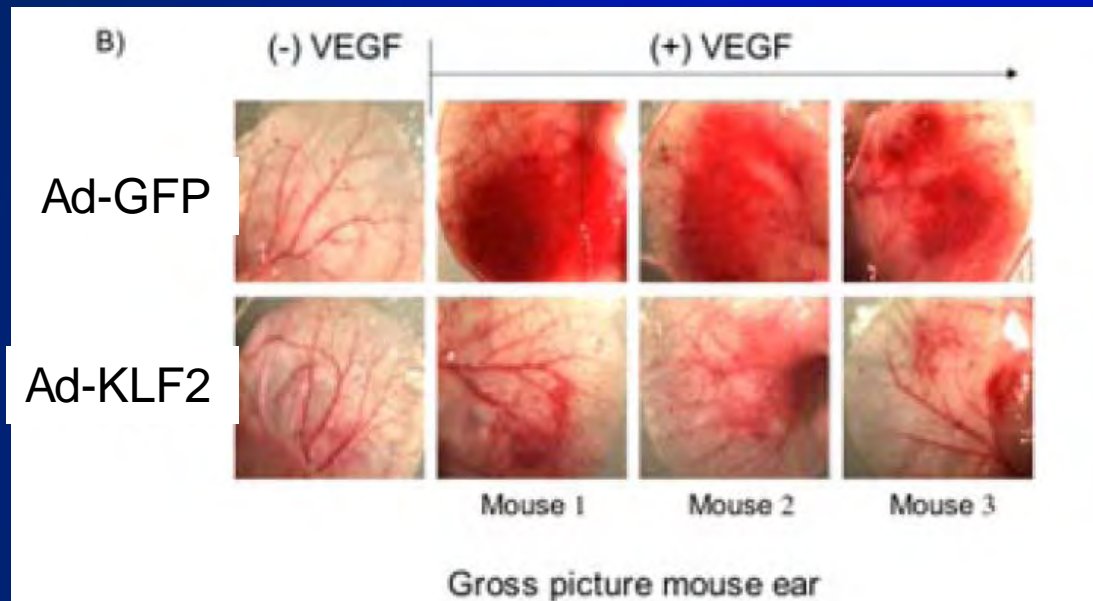 B) (-) VEGF (+) VEGF
Ad-GFP
Ad-KLF2
Mouse 1 Mouse 2 Mouse 3
Gross picture mouse ear